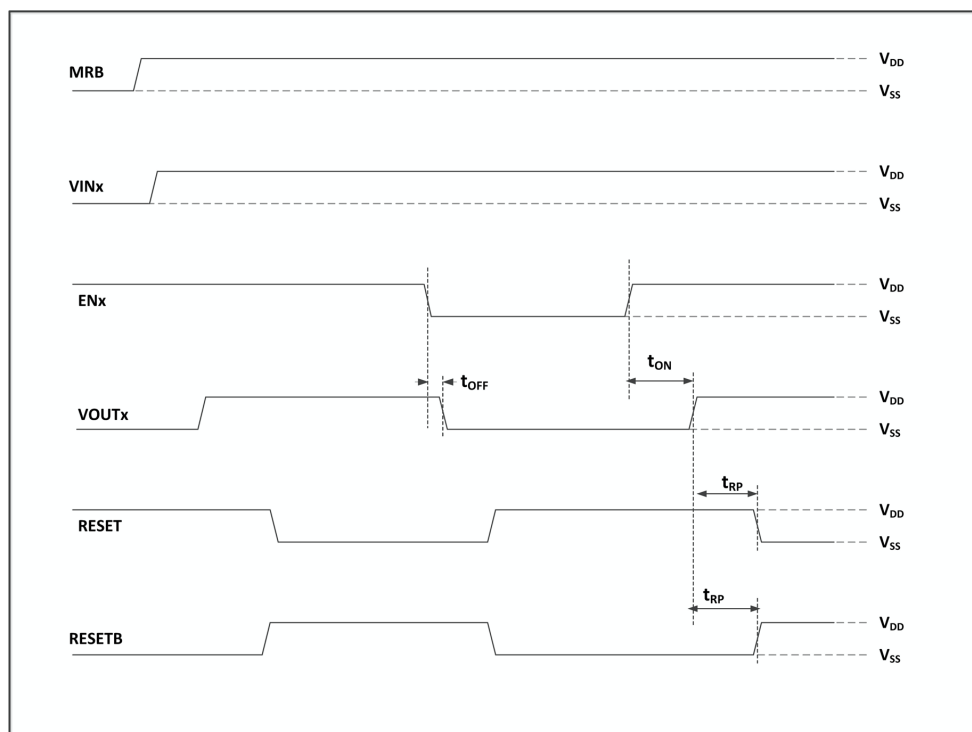 MRB
VDD
VSS
VINx
VDD
VSS
ENx
VDD
VSS
tOFF
tON
VOUTx
VDD
VSS
tRP
RESET
VDD
VSS
tRP
RESETB
VDD
VSS